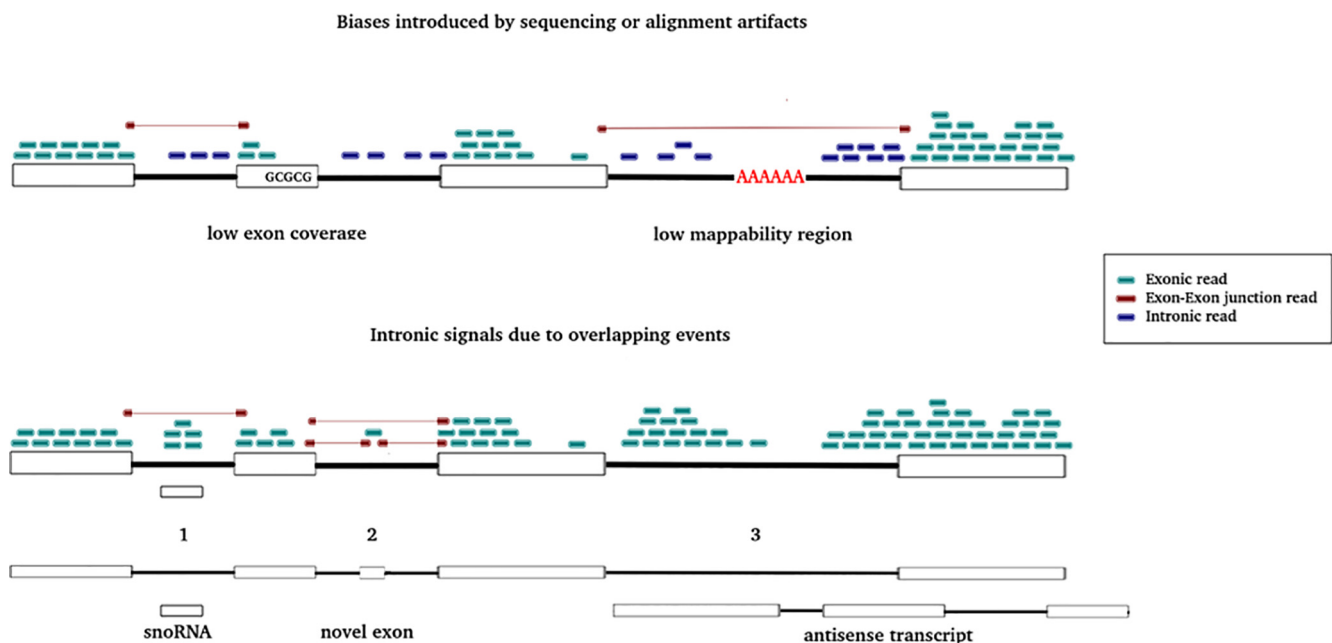 Biases introduced by sequencing or alignment artifacts
GCGCG
AAAAAA
low exon coverage
low mappability region
Exonic read
Exon-Exon junction read
Intronic read
Intronic signals due to overlapping events
1
2
3
snoRNA
novel exon
antisense transcript